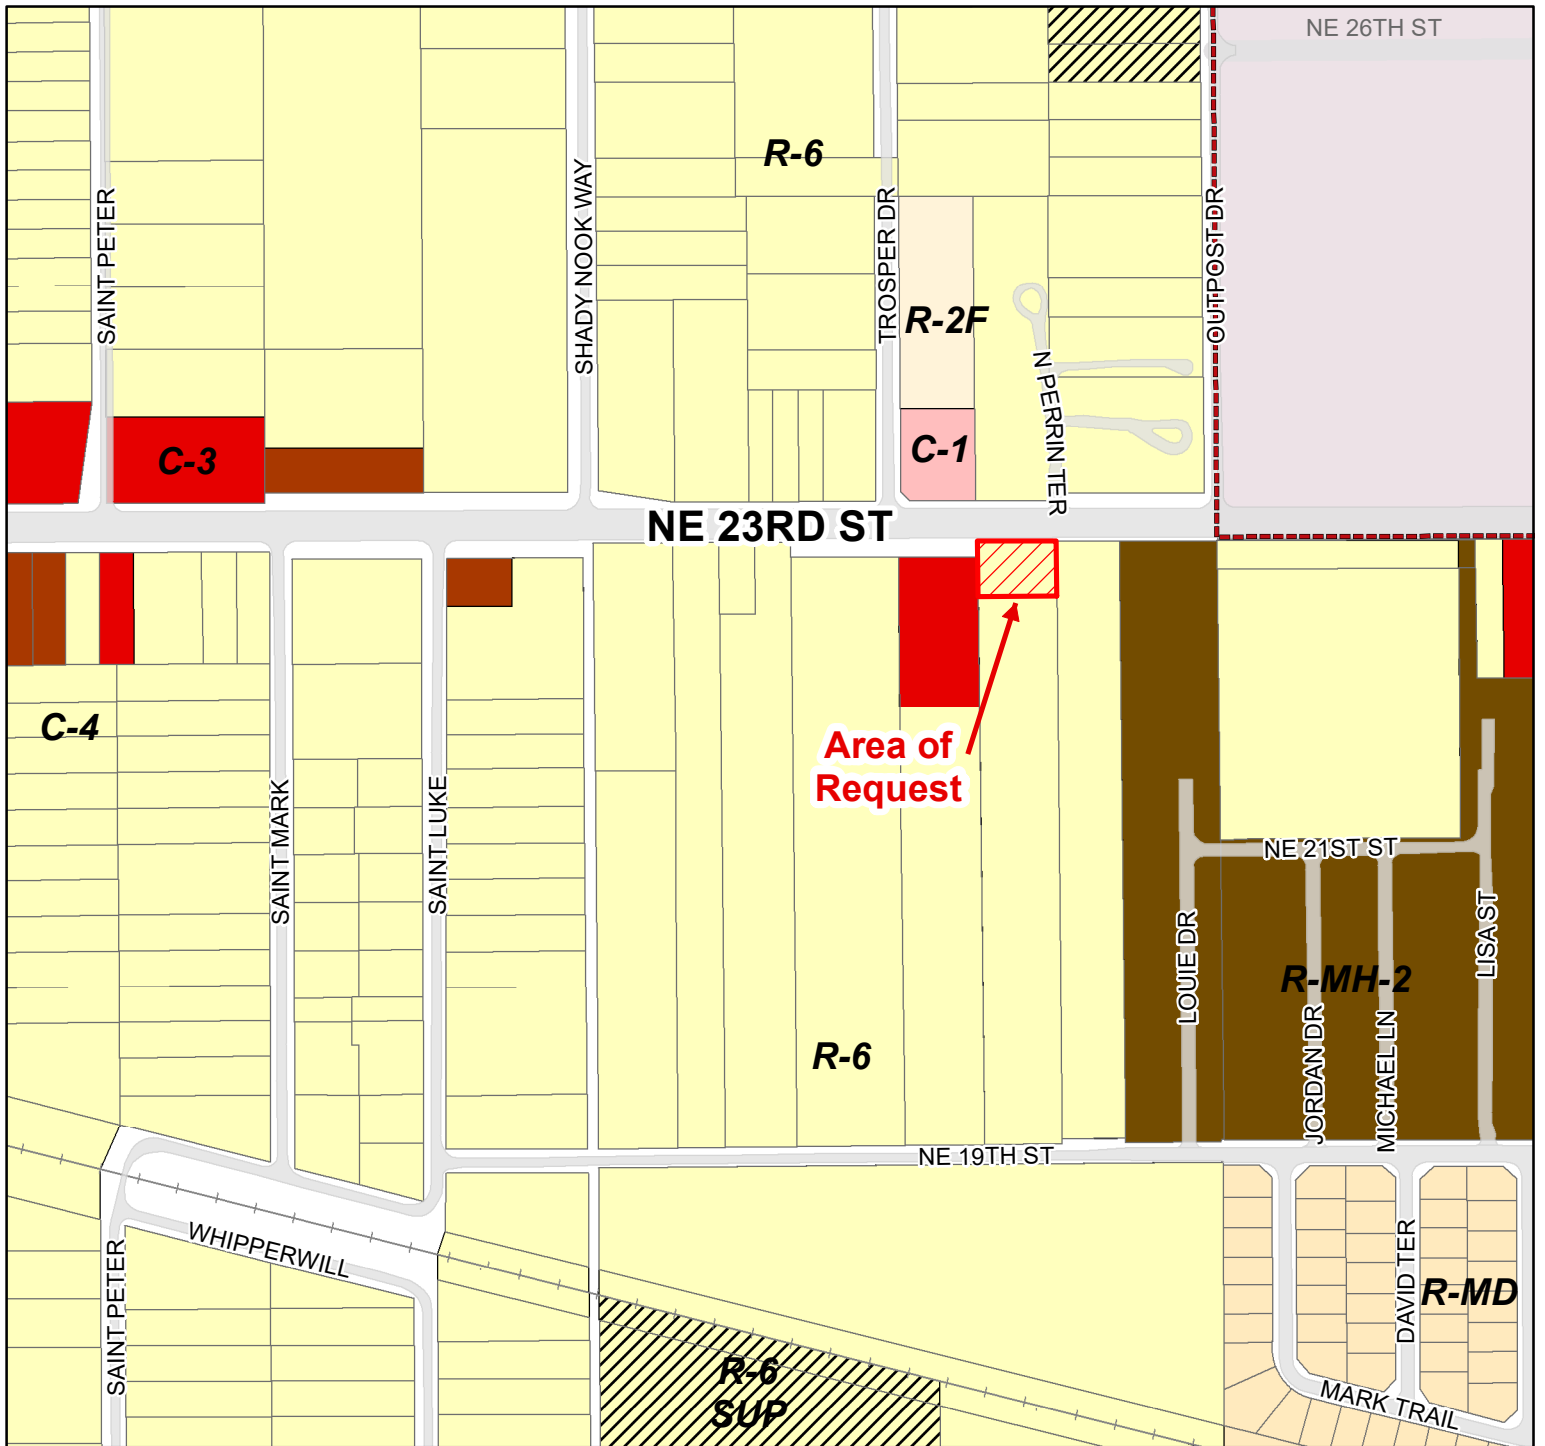 NE 26TH ST
R-6
SAINT PETER
SHADY NOOK WAY
TROSPER DR
OUTPOST DR
R-2F
N PERRIN TER
C-1
C-3
NE 23RD ST
C-4
Area of
Request
SAINT MARK
SAINT LUKE
NE 21ST ST
LOUIE DR
LISA ST
R-MH-2
JORDAN DR
MICHAEL LN
R-6
NE 19TH ST
WHIPPERWILL
SAINT PETER
DAVID TER
R-MD
R-6
SUP
MARK TRAIL